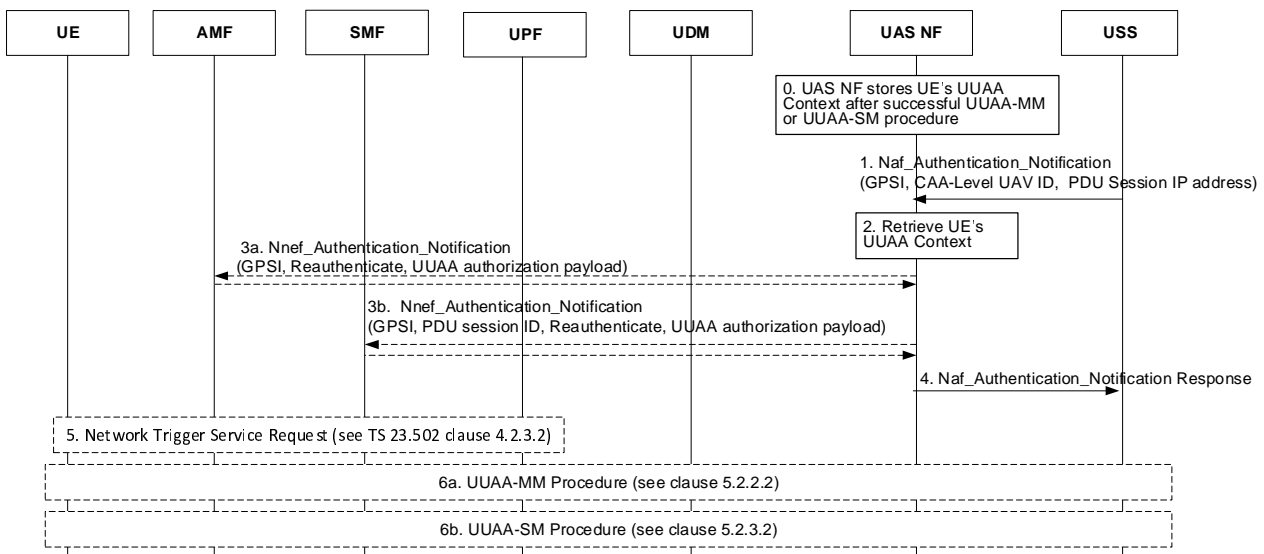 UE
AMF
SMF
UPF
UDM
UAS NF
USS
0. UAS NF stores UE's UUAA
Context after successful UUAA-MM
or UUAA-SM procedure
1. Naf_Authentication_Notification
(GPSI, CAA-Level UAV ID, PDU Session IP address)
2. Retrieve UE's
UUAA Context
3a. Nnef_Authentication_Notification
(GPSI, Reauthenticate, UUAA authorization payload)
3b. Nnef_Authentication_Notification
(GPSI, PDU session ID, Reauthenticate, UUAA authorization payload)
4. Naf_Authentication_Notification Response
5. Network Trigger Service Request (see TS 23.502 clause 4.2.3.2)
6a. UUAA-MM Procedure (see clause 5.2.2.2)
6b. UUAA-SM Procedure (see clause 5.2.3.2)